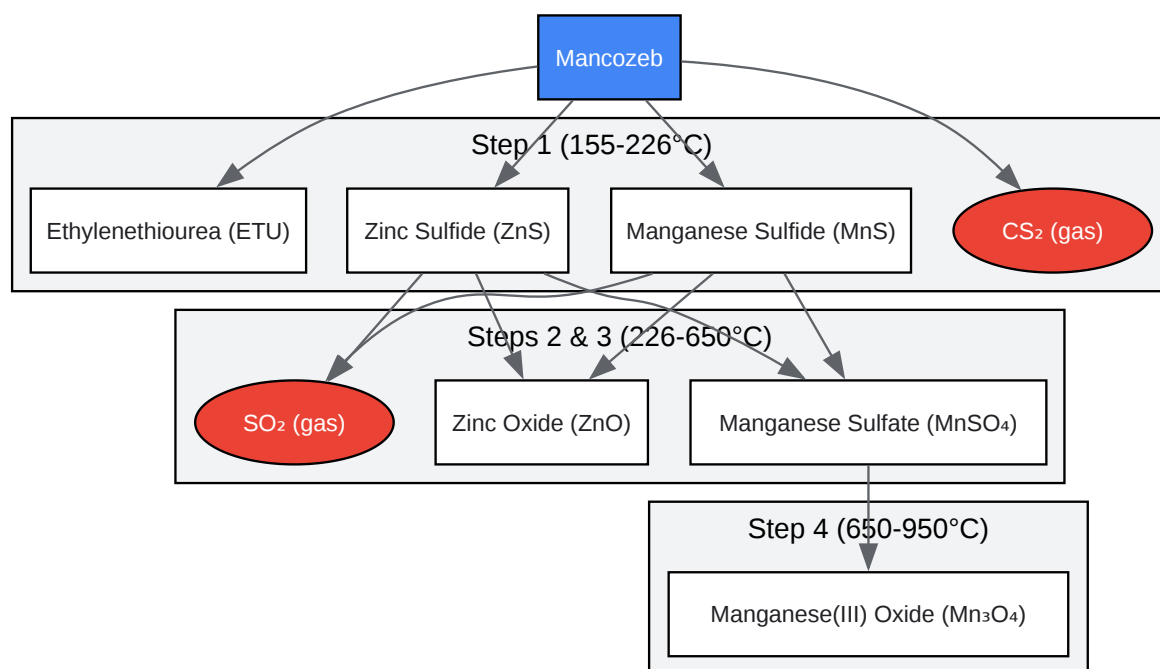 Mancozeb
Step 1 (155-226°C)
Ethylenethiourea (ETU)
Zinc Sulfide (ZnS)
Manganese Sulfide (MnS)
CS₂ (gas)
Steps 2 & 3 (226-650°C)
SO₂ (gas)
Zinc Oxide (ZnO)
Manganese Sulfate (MnSO₄)
Step 4 (650-950°C)
Manganese(III) Oxide (Mn₃O₄)